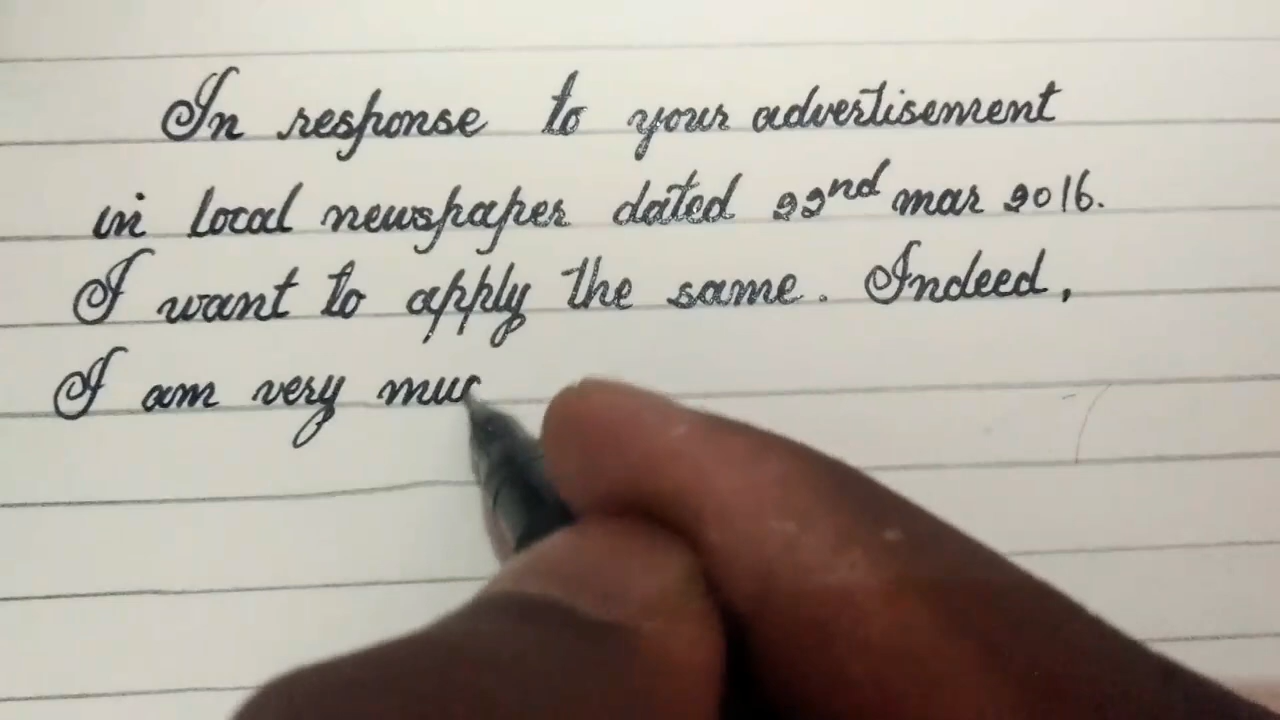 In response to your advertisement
in local newspaper dated 22nd mar 2016.
I want to apply the same. Indeed,
I am very muc